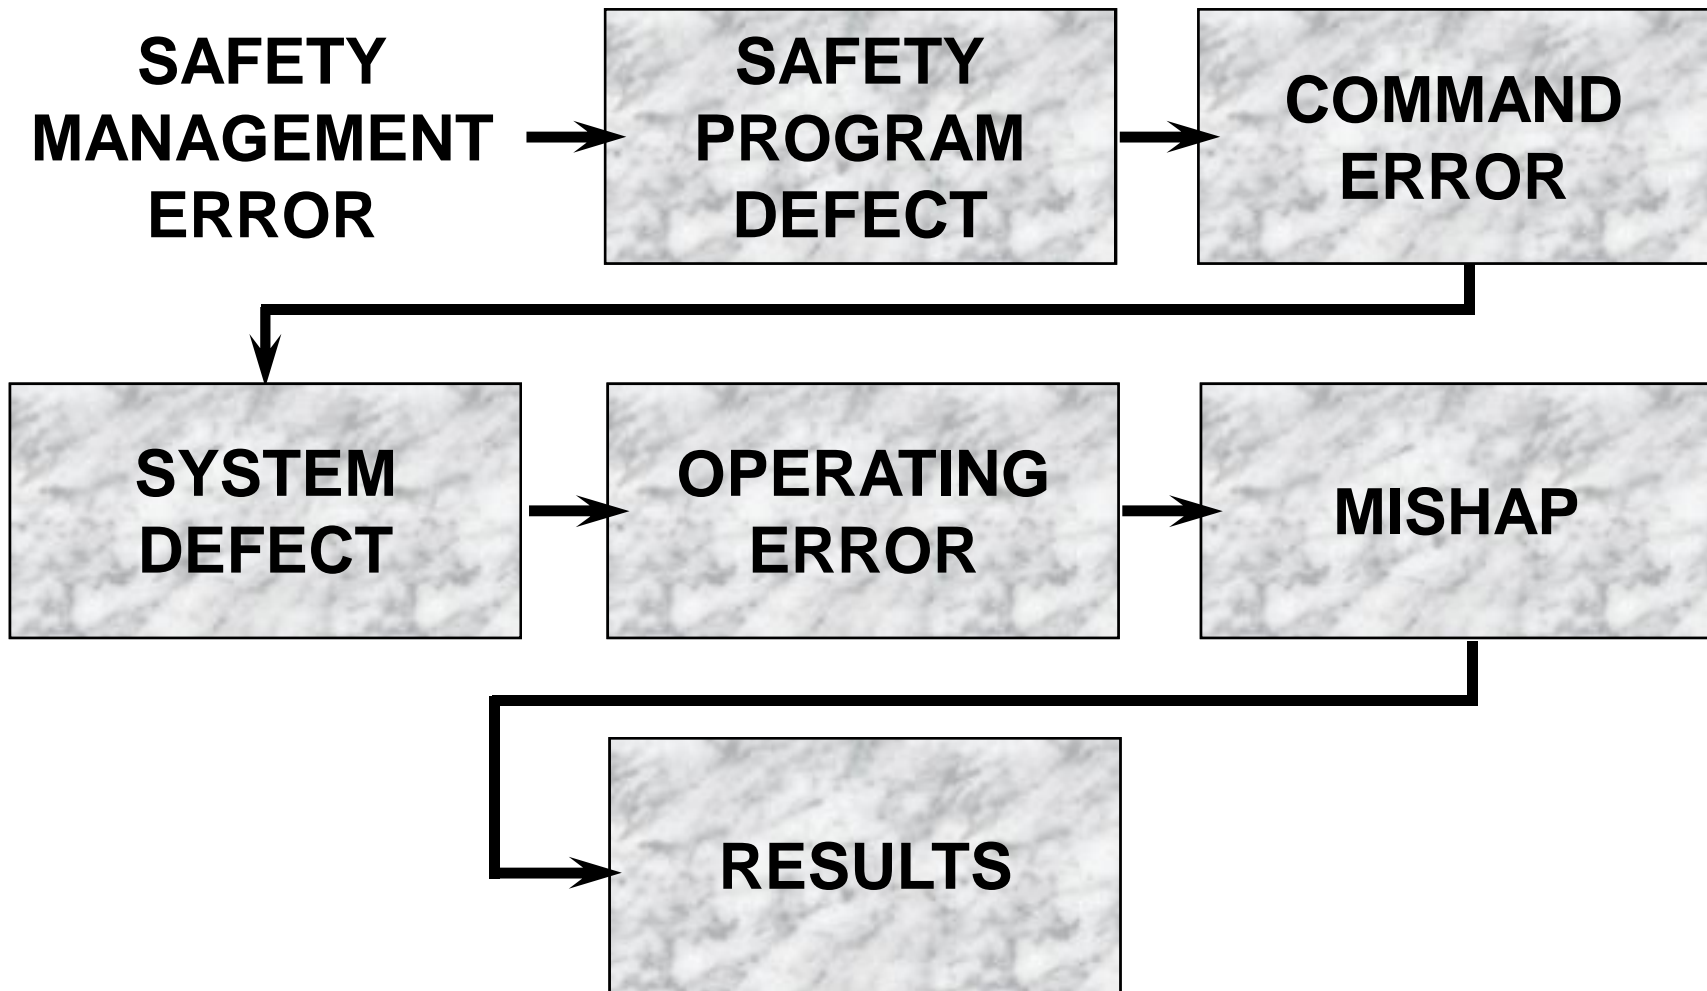 SAFETY
MANAGEMENT
ERROR
SAFETY
PROGRAM
DEFECT
COMMAND
ERROR
SYSTEM
DEFECT
OPERATING
ERROR
MISHAP
RESULTS